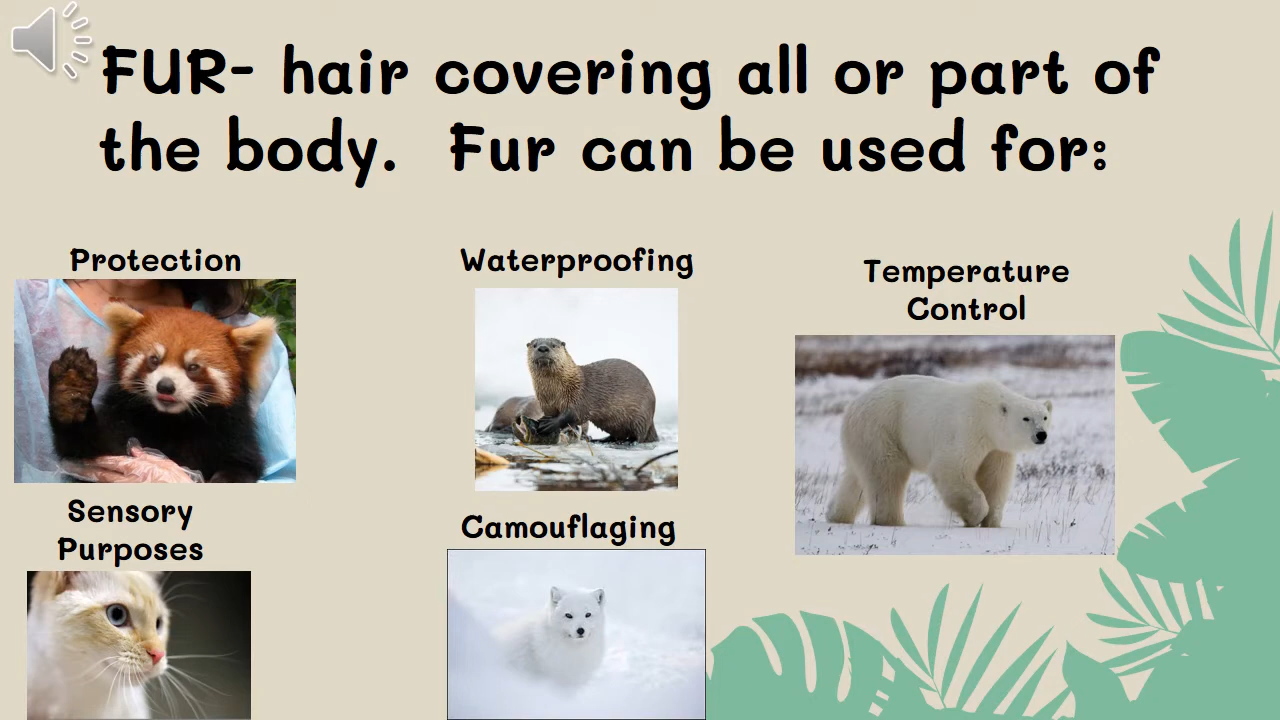 FUR- hair covering all or part of
the body.  Fur can be used for:
Protection
Waterproofing
Temperature
Control
Sensory
Purposes
Camouflaging